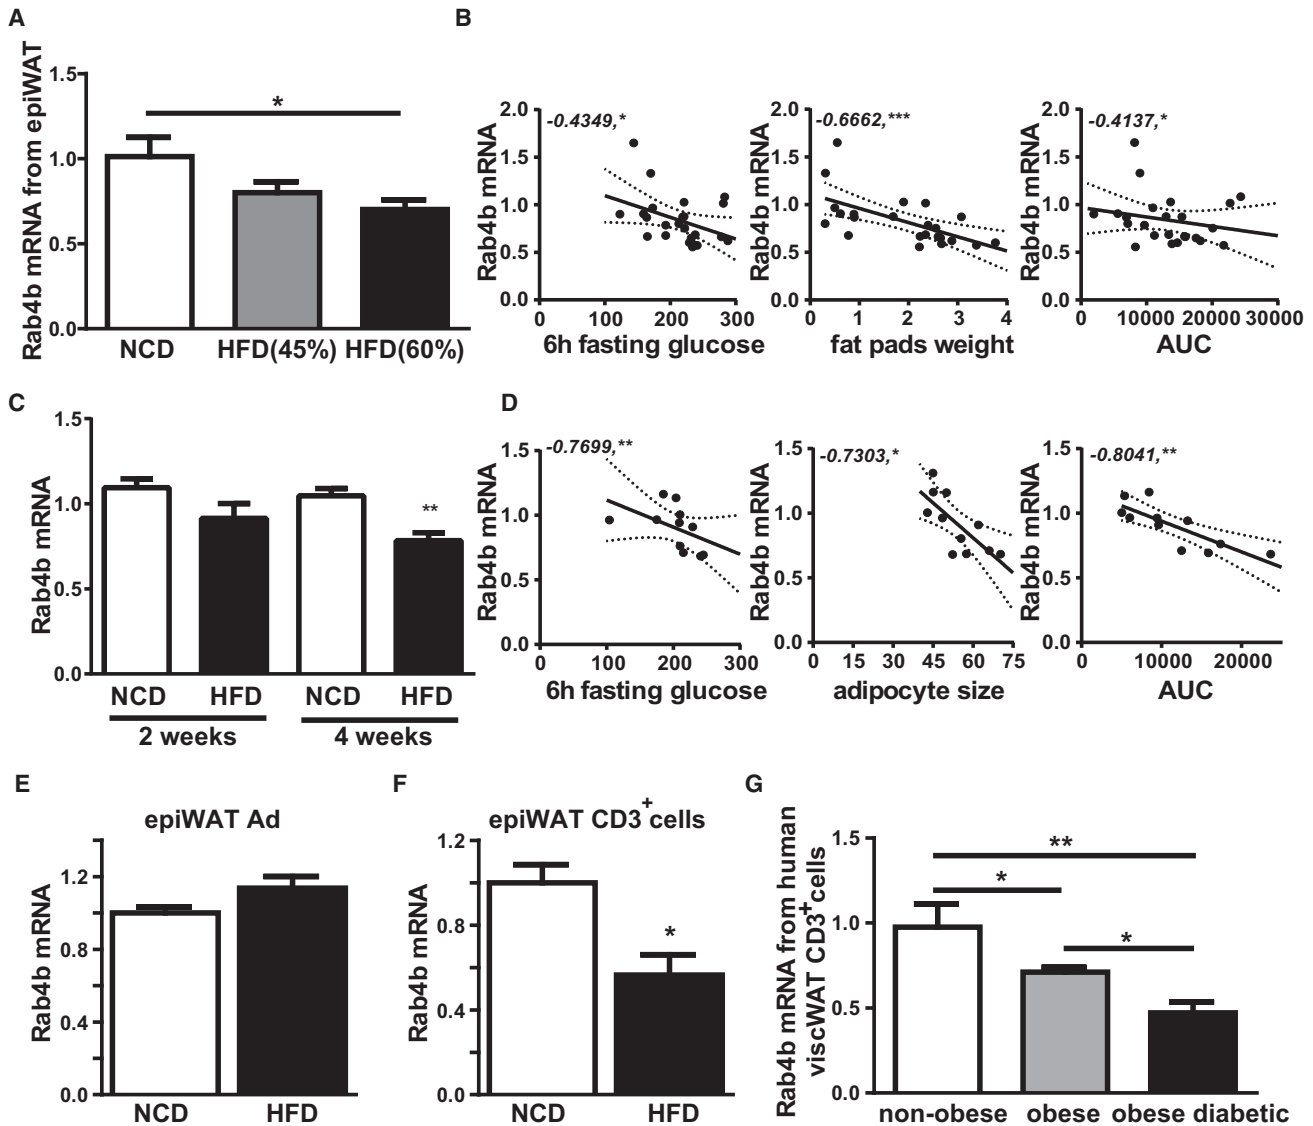 A
Rab4b mRNA from epiWAT
1.5
1.0
0.5
0.0
*
NCD HFD(45%) HFD(60%)
B
Rab4b mRNA
2.0
1.5
1.0
0.5
0.0
-0.4349,*
0 100 200 300
6h fasting glucose
Rab4b mRNA
2.0
1.5
1.0
0.5
0.0
-0.6662,***
0 1 2 3 4
fat pads weight
Rab4b mRNA
2.0
1.5
1.0
0.5
0.0
-0.4137,*
0 10000 20000 30000
AUC
C
Rab4b mRNA
1.5
1.0
0.5
0.0
**
NCD HFD NCD HFD
2 weeks 4 weeks
D
Rab4b mRNA
1.5
1.0
0.5
0.0
-0.7699,**
0 100 200 300
6h fasting glucose
Rab4b mRNA
1.5
1.0
0.5
0.0
-0.7303,*
0 15 30 45 60 75
adipocyte size
Rab4b mRNA
1.5
1.0
0.5
0.0
-0.8041,**
0 10000 20000
AUC
E
epiWAT Ad
Rab4b mRNA
1.2
0.8
0.4
0.0
NCD HFD
F
epiWAT CD3+cells
Rab4b mRNA
1.2
0.8
0.4
0.0
*
NCD HFD
G
Rab4b mRNA from human
viscWAT CD3+cells
1.5
1.0
0.5
0.0
**
*
*
non-obese obese obese diabetic